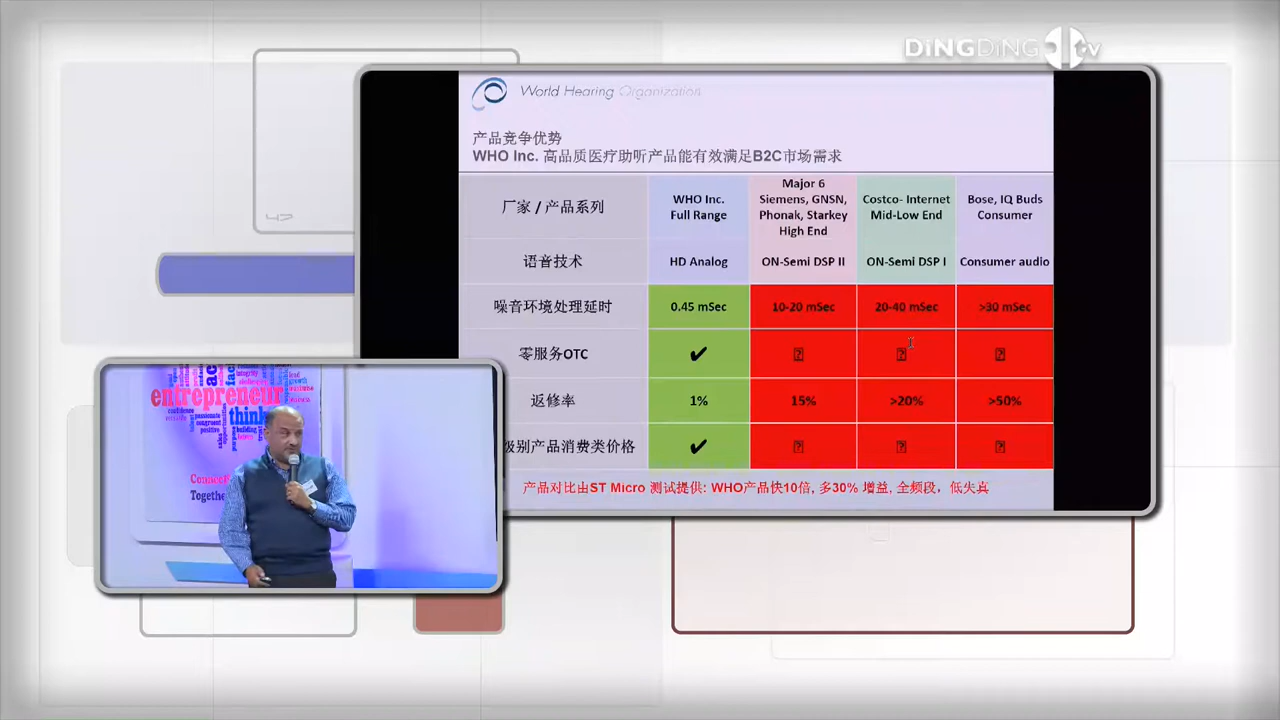 DiNGDiNG TV
World Hearing Organization
产品竞争优势
WHO Inc. 高品质医疗助听产品能有效满足B2C市场需求
厂家 / 产品系列
WHO Inc.
Full Range
Major 6
Siemens, GNSN,
Phonak, Starkey
High End
Costco- Internet
Mid-Low End
Bose, IQ Buds
Consumer
语音技术
HD Analog
ON-Semi DSP II
ON-Semi DSP I
Consumer audio
噪音环境处理延时
0.45 mSec
10-20 mSec
20-40 mSec
>30 mSec
零服务OTC
✔
返修率
1%
15%
>20%
>50%
级别产品消费类价格
✔
产品对比由ST Micro 测试提供: WHO产品快10倍, 多30% 增益, 全频段，低失真
entrepreneur
think
Connect
Together